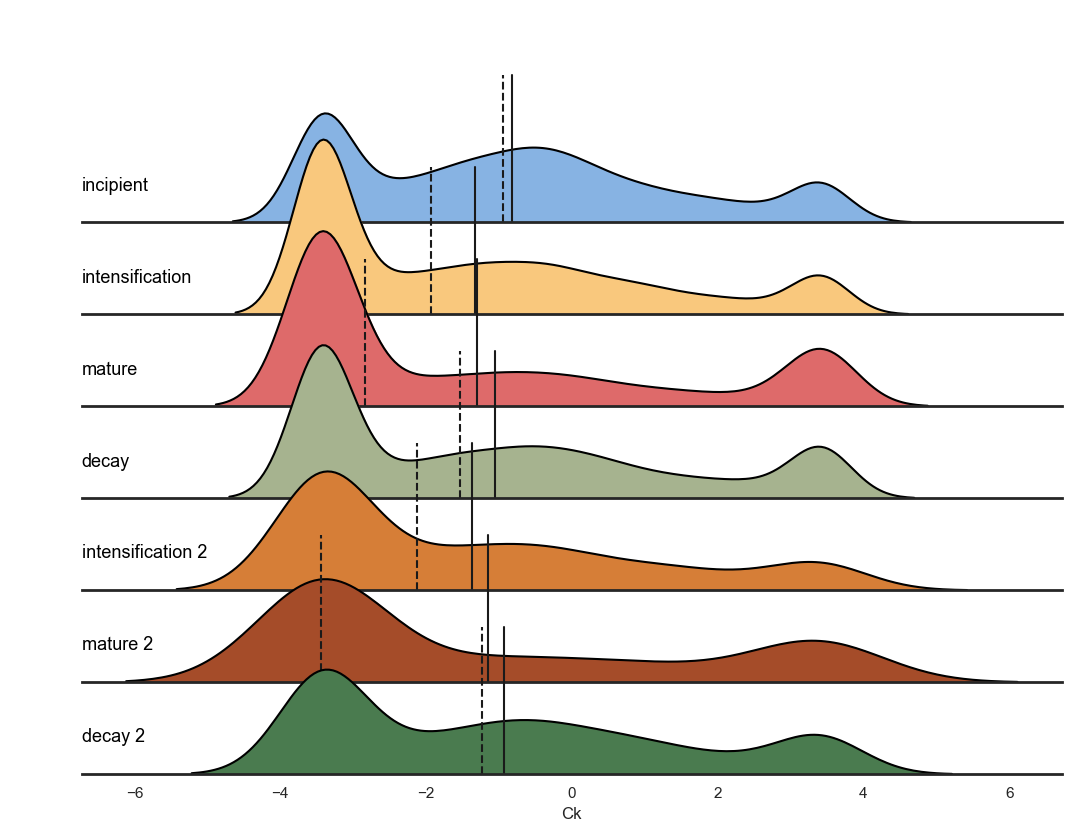 incipient
intensification
mature
decay
intensification 2
mature 2
decay 2
−6 −4 −2 0 2 4 6
Ck